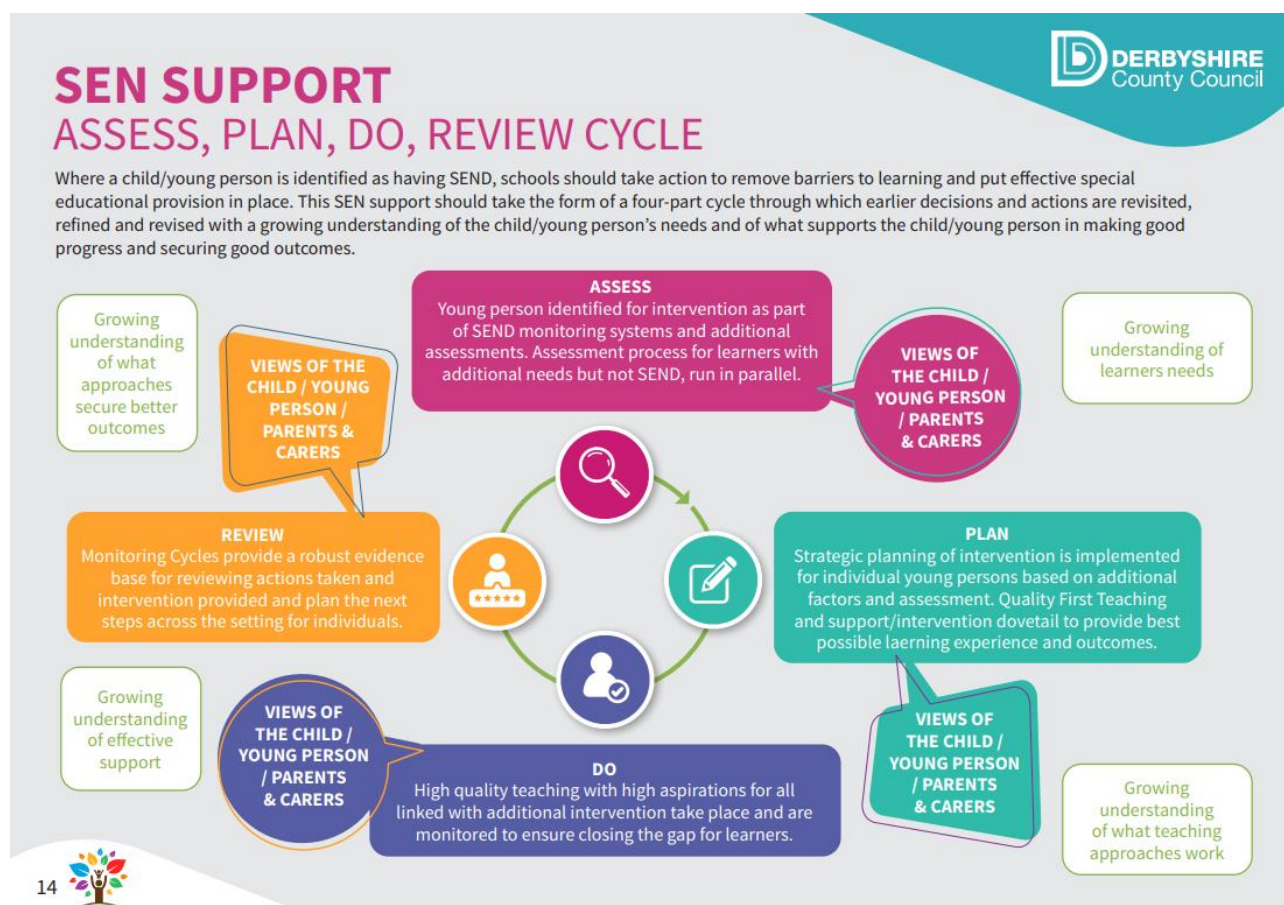 DERBYSHIRE
County Council
SEN SUPPORT
ASSESS, PLAN, DO, REVIEW CYCLE
Where a child/young person is identified as having SEND, schools should take action to remove barriers to learning and put effective special
educational provision in place. This SEN support should take the form of a four-part cycle through which earlier decisions and actions are revisited,
refined and revised with a growing understanding of the child/young person’s needs and of what supports the child/young person in making good
progress and securing good outcomes.
Growing
understanding
of what
approaches
secure better
outcomes
VIEWS OF THE
CHILD / YOUNG
PERSON /
PARENTS &
CARERS
ASSESS
Young person identified for intervention as part
of SEND monitoring systems and additional
assessments. Assessment process for learners with
additional needs but not SEND, run in parallel.
VIEWS OF
THE CHILD /
YOUNG PERSON
/ PARENTS
& CARERS
Growing
understanding of
learners needs
REVIEW
Monitoring Cycles provide a robust evidence
base for reviewing actions taken and
intervention provided and plan the next
steps across the setting for individuals.
PLAN
Strategic planning of intervention is implemented
for individual young persons based on additional
factors and assessment. Quality First Teaching
and support/intervention dovetail to provide best
possible laerning experience and outcomes.
Growing
understanding
of effective
support
VIEWS OF
THE CHILD /
YOUNG PERSON
/ PARENTS
& CARERS
DO
High quality teaching with high aspirations for all
linked with additional intervention take place and are
monitored to ensure closing the gap for learners.
VIEWS OF
THE CHILD /
YOUNG PERSON
/ PARENTS
& CARERS
Growing
understanding
of what teaching
approaches work
14